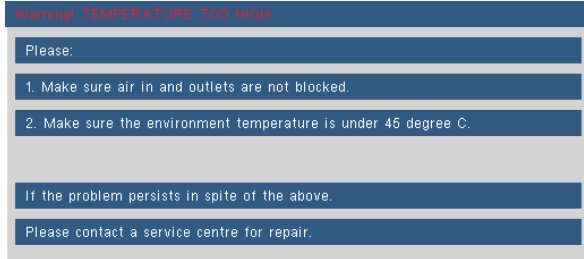 Warning! TEMPERATURE TOO HIGH
Please:
1. Make sure air in and outlets are not blocked.
2. Make sure the environment temperature is under 45 degree C.
If the problem persists in spite of the above.
Please contact a service centre for repair.